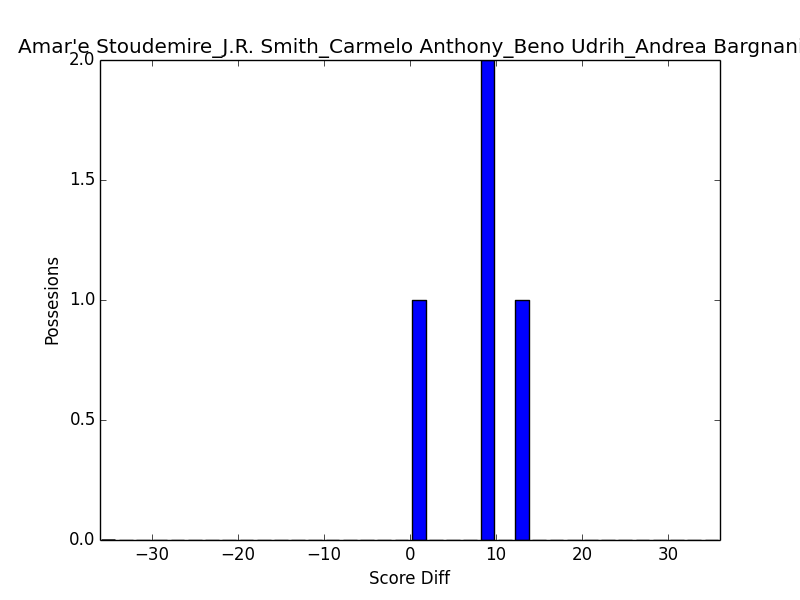 Amar'e Stoudemire_J.R. Smith_Carmelo Anthony_Beno Udrih_Andrea Bargnani
2.0
1.5
1.0
0.5
0.0
Possesions
−30 −20 −10 0 10 20 30
Score Diff